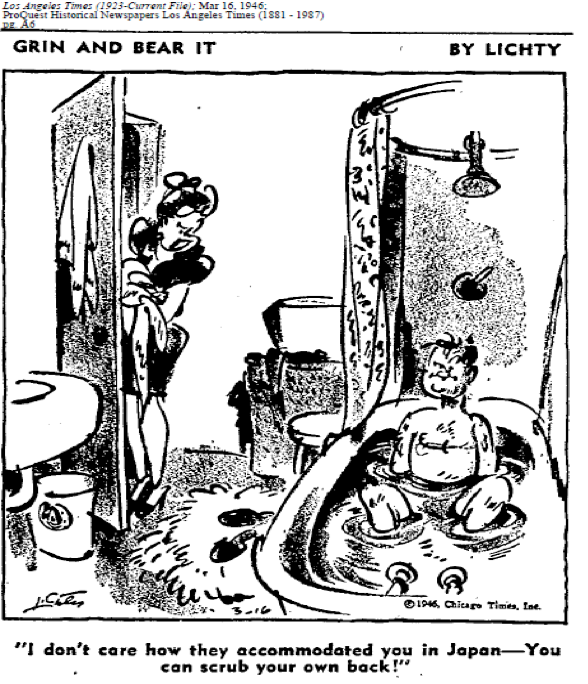 Los Angeles Times (1923-Current File); Mar 16, 1946;
ProQuest Historical Newspapers Los Angeles Times (1881 - 1987)
pg. A6
GRIN AND BEAR IT BY LICHTY
3-16
©1946, Chicago Times, Inc.
"I don't care how they accommodated you in Japan—You
can scrub your own back!"